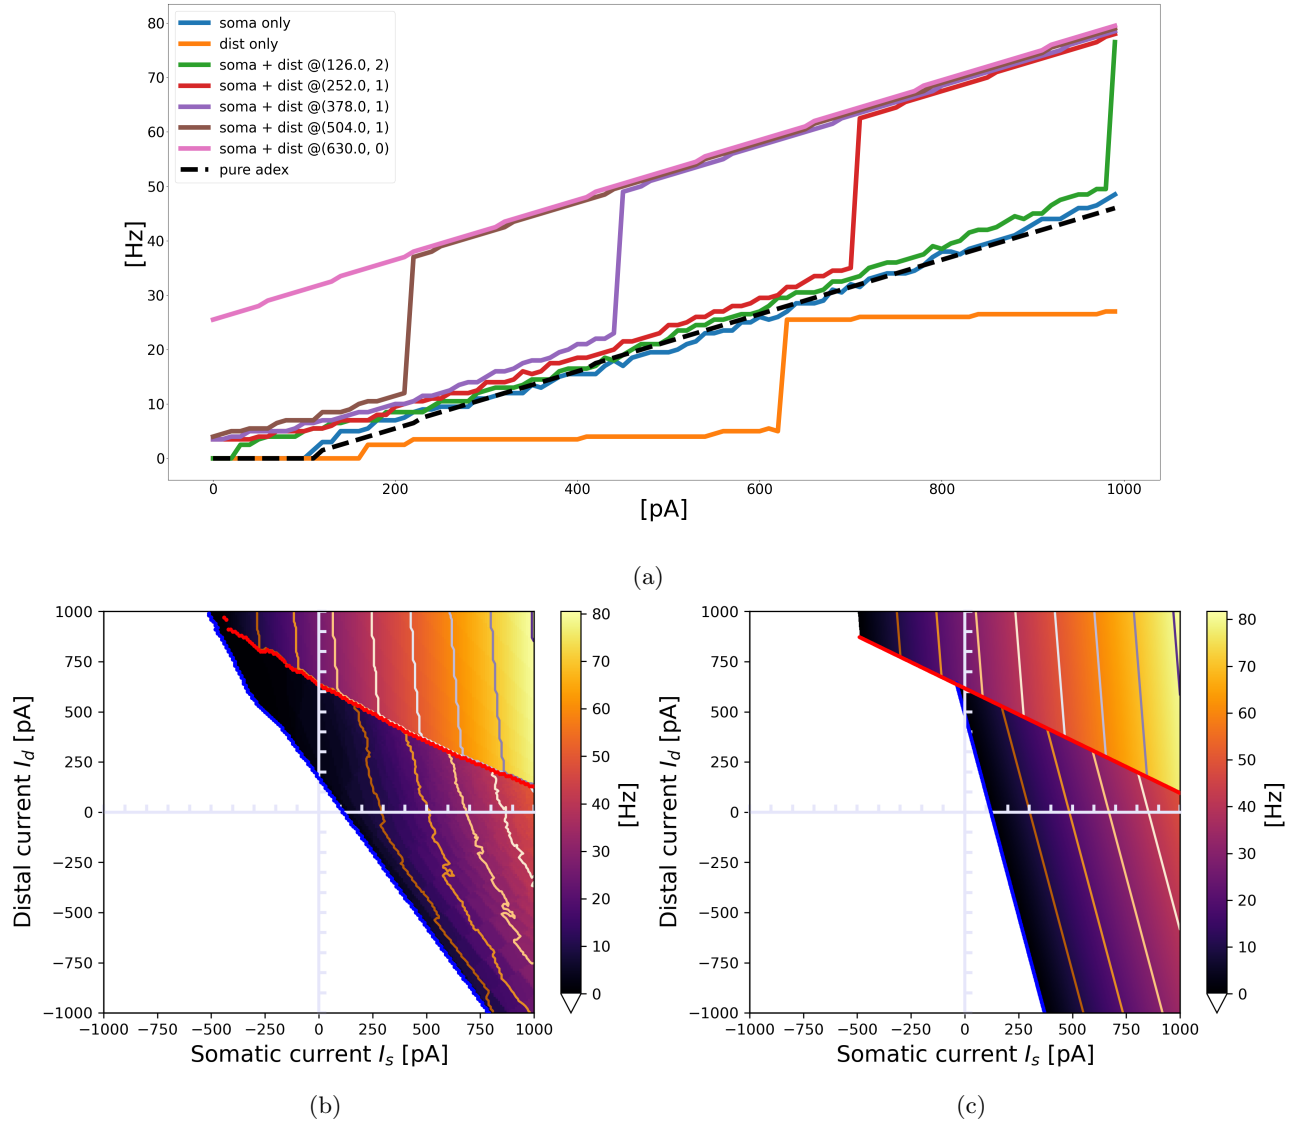 80
70
60
50
40
30
20
10
0
[Hz]
soma only
dist only
soma + dist @(126.0, 2)
soma + dist @(252.0, 1)
soma + dist @(378.0, 1)
soma + dist @(504.0, 1)
soma + dist @(630.0, 0)
pure adex
0 200 400 600 800 1000
[pA]
(a)
1000
750
500
250
0
−250
−500
−750
−1000
Distal current I_d [pA]
−1000 −750 −500 −250 0 250 500 750 1000
Somatic current I_s [pA]
80
70
60
50
40
30
20
10
0
[Hz]
(b)
1000
750
500
250
0
−250
−500
−750
−1000
Distal current I_d [pA]
−1000 −750 −500 −250 0 250 500 750 1000
Somatic current I_s [pA]
80
70
60
50
40
30
20
10
0
[Hz]
(c)